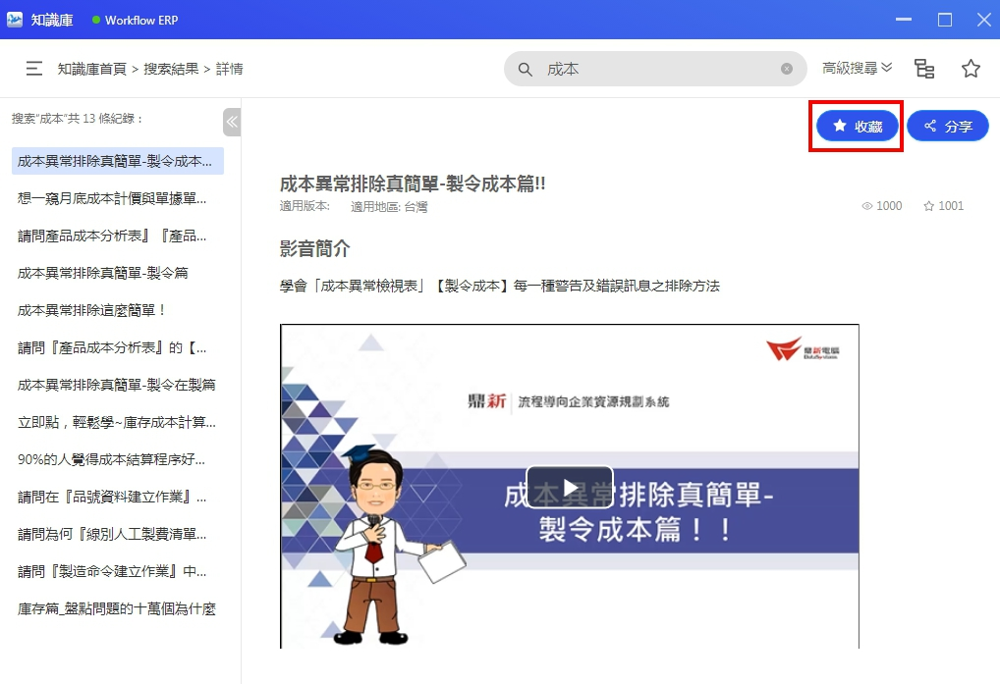 知識庫 Workflow ERP
知識庫首頁 > 搜索結果 > 詳情
成本
高級搜尋
搜索"成本"共 13 條紀錄：
成本異常排除真簡單-製令成本...
想一窺月底成本計價與單據單...
請問產品成本分析表』『產品...
成本異常排除真簡單-製令篇
成本異常排除這麼簡單！
請問『產品成本分析表』的【...
成本異常排除真簡單-製令在製篇
立即點，輕鬆學~庫存成本計算...
90%的人覺得成本結算程序好...
請問在『品號資料建立作業』...
請問為何『線別人工製費清單...
請問『製造命令建立作業』中...
庫存篇_盤點問題的十萬個為什麼
收藏
分享
成本異常排除真簡單-製令成本篇!!
適用版本: 適用地區: 台灣
1000 1001
影音簡介
學會「成本異常檢視表」【製令成本】每一種警告及錯誤訊息之排除方法
鼎新電腦
DataSystems
鼎新 流程導向企業資源規劃系統
成本異常排除真簡單-
製令成本篇！！